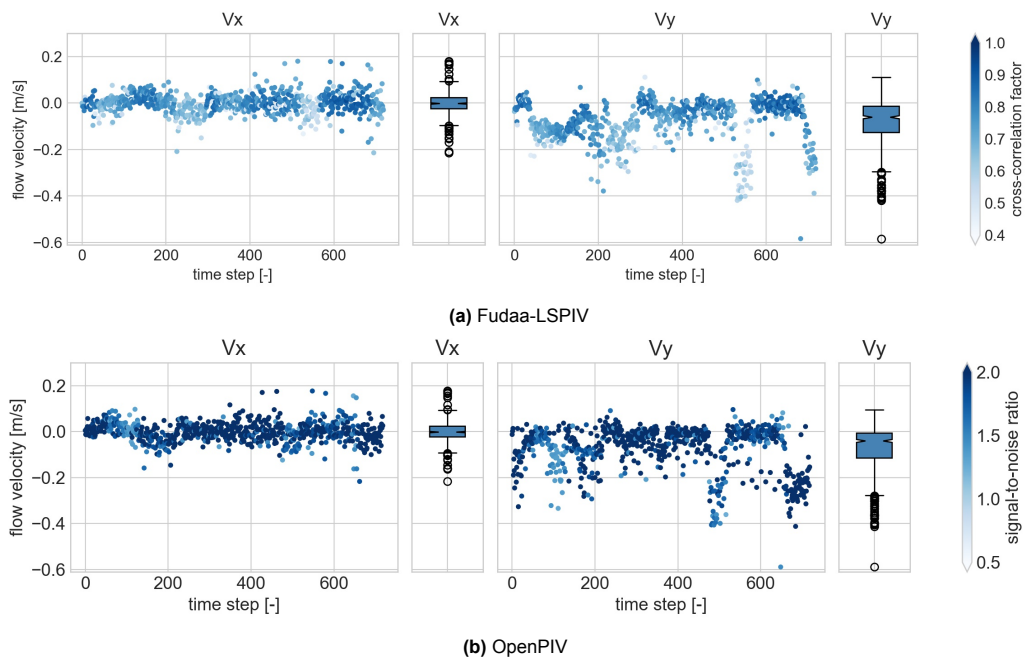 Vx Vx Vy Vy
0.2
0.0
−0.2
−0.4
−0.6
flow velocity [m/s]
0 200 400 600
time step [-]
0 200 400 600
time step [-]
1.0
0.9
0.8
0.7
0.6
0.5
0.4
cross-correlation factor
(a) Fudaa-LSPIV
Vx Vx Vy Vy
0.2
0.0
−0.2
−0.4
−0.6
flow velocity [m/s]
0 200 400 600
time step [-]
0 200 400 600
time step [-]
2.0
1.5
1.0
0.5
signal-to-noise ratio
(b) OpenPIV